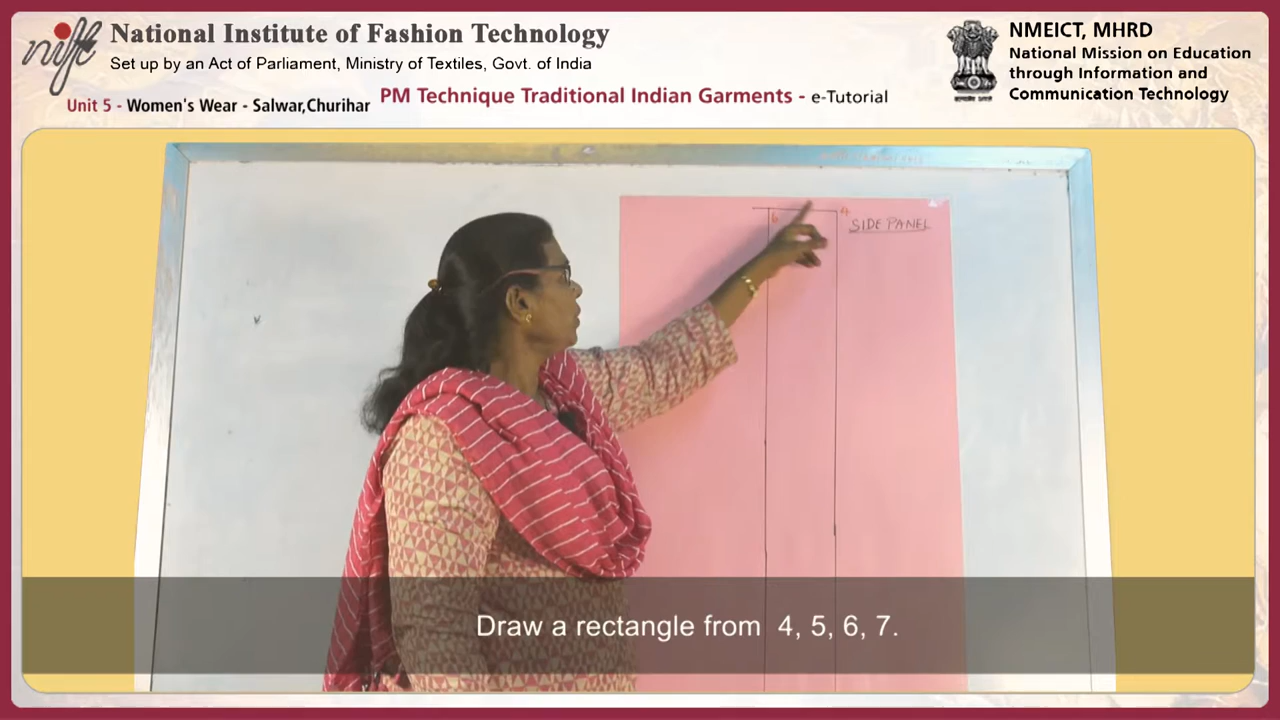 nift
National Institute of Fashion Technology
Set up by an Act of Parliament, Ministry of Textiles, Govt. of India
Unit 5 - Women's Wear - Salwar,Churihar
PM Technique Traditional Indian Garments - e-Tutorial
NMEICT, MHRD
National Mission on Education
through Information and
Communication Technology
6
4
SIDE PANEL
Draw a rectangle from 4, 5, 6, 7.